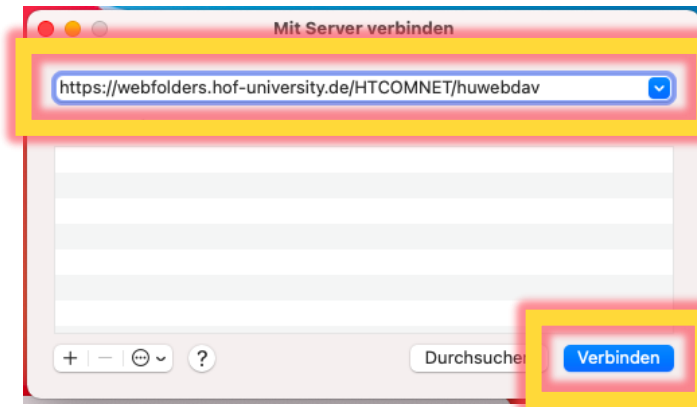 Mit Server verbinden
https://webfolders.hof-university.de/HTCOMNET/huwebdav
?
Durchsuchen Verbinden